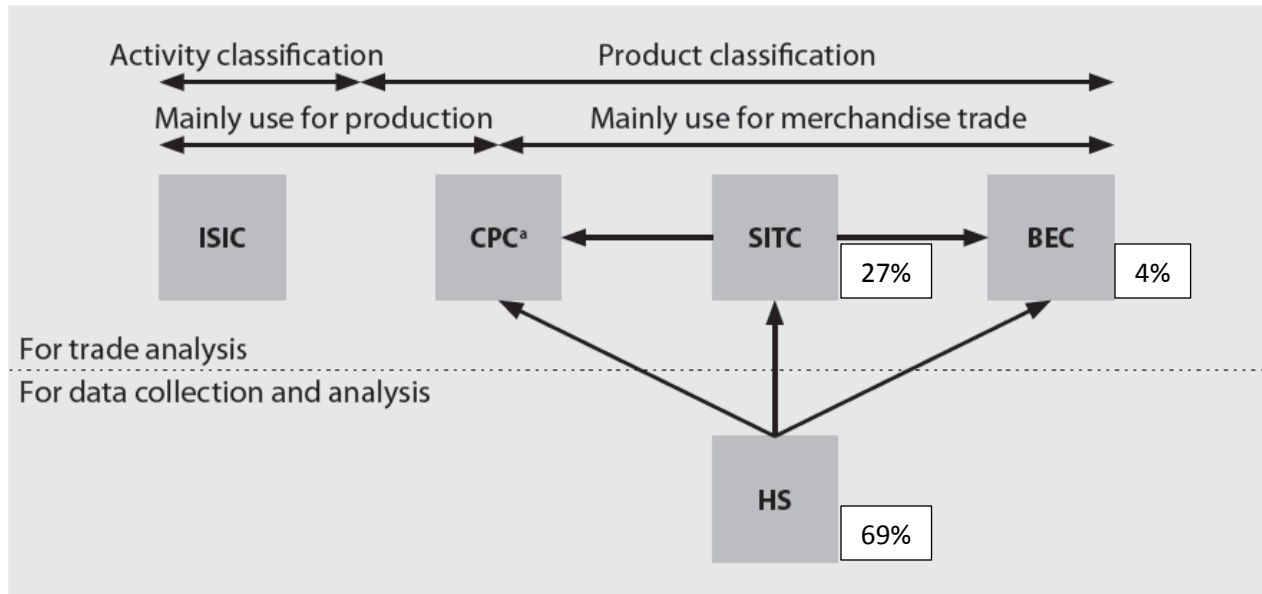 Activity classification
Product classification
Mainly use for production
Mainly use for merchandise trade
ISIC
CPCᵃ
SITC
BEC
27%
4%
For trade analysis
For data collection and analysis
HS
69%